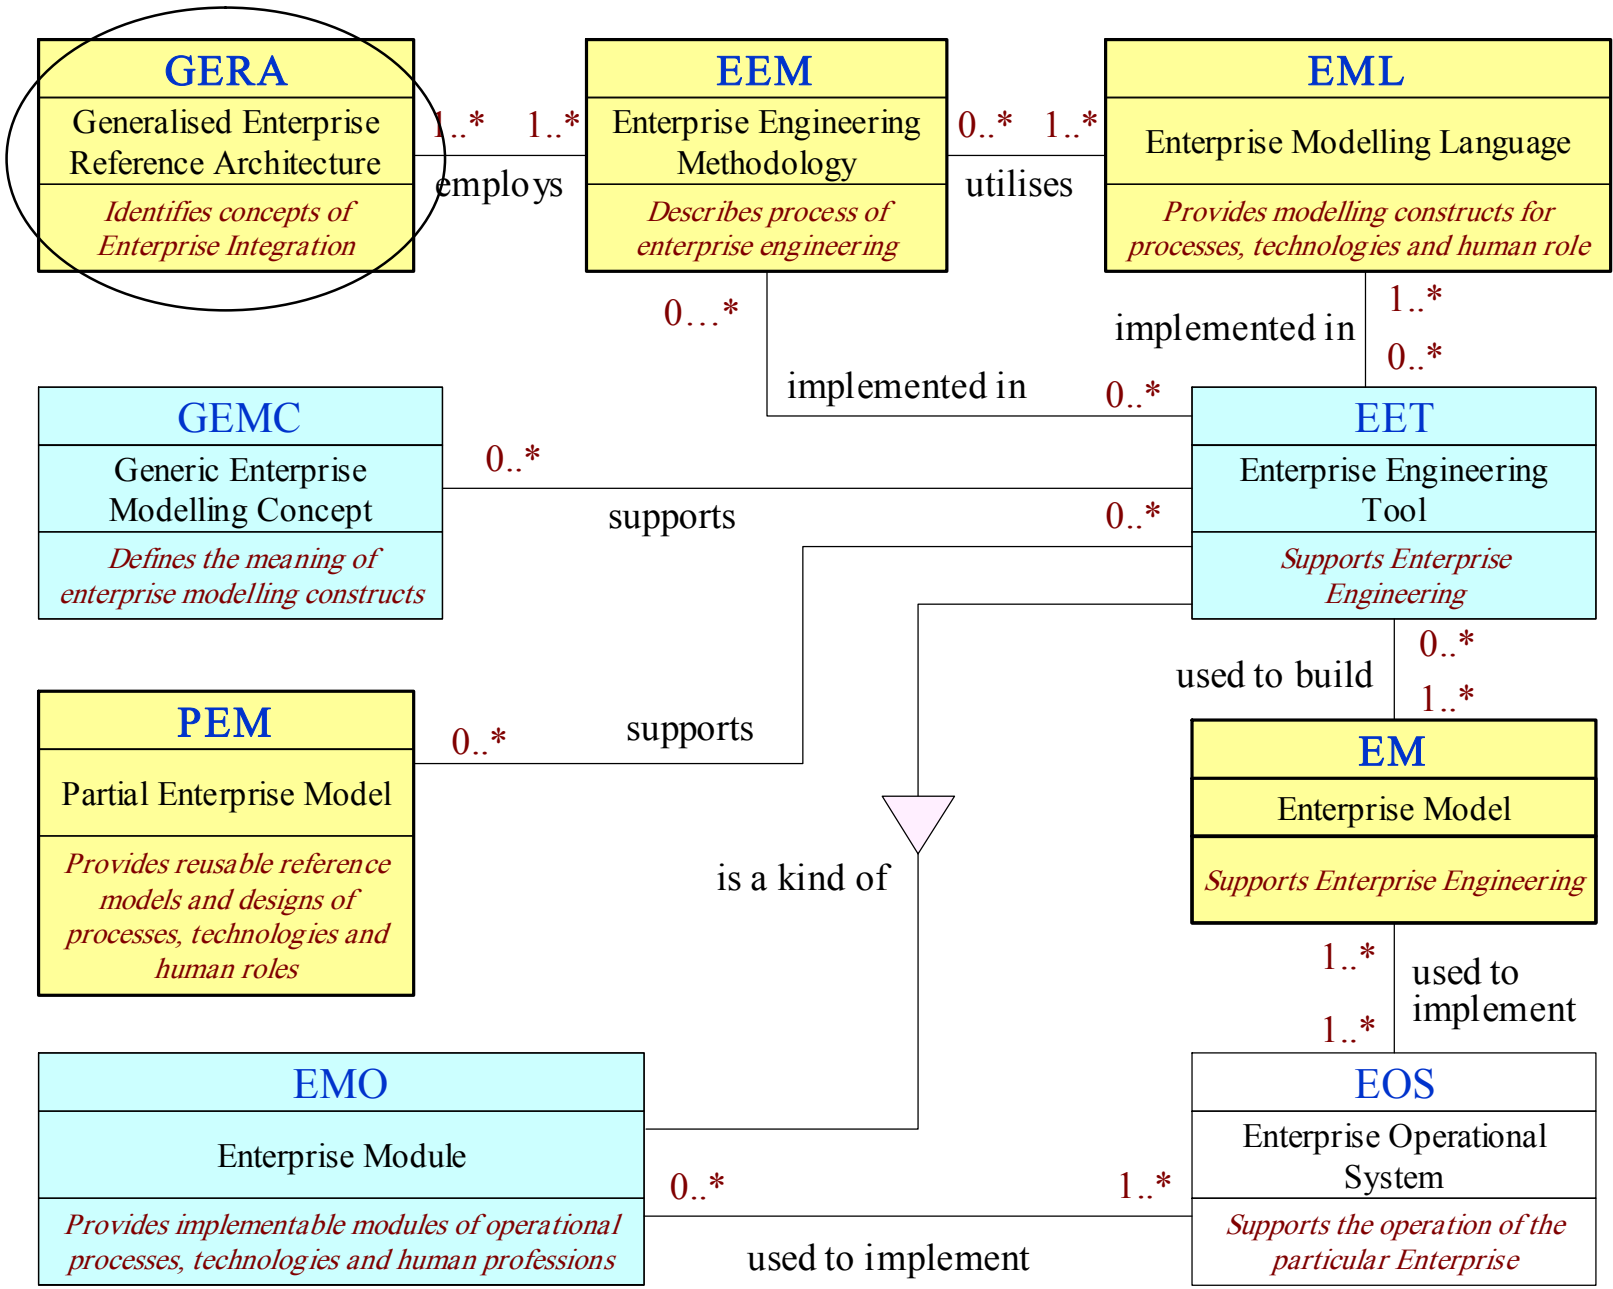 GERA
Generalised Enterprise
Reference Architecture
Identifies concepts of
Enterprise Integration
1..*
1..*
employs
EEM
Enterprise Engineering
Methodology
Describes process of
enterprise engineering
0..*
1..*
utilises
EML
Enterprise Modelling Language
Provides modelling constructs for
processes, technologies and human role
0...*
implemented in
0..*
1..*
implemented in
0..*
GEMC
Generic Enterprise
Modelling Concept
Defines the meaning of
enterprise modelling constructs
0..*
supports
0..*
EET
Enterprise Engineering
Tool
Supports Enterprise
Engineering
0..*
used to build
1..*
PEM
Partial Enterprise Model
Provides reusable reference
models and designs of
processes, technologies and
human roles
0..*
supports
is a kind of
EM
Enterprise Model
Supports Enterprise Engineering
1..*
used to
implement
1..*
EMO
Enterprise Module
Provides implementable modules of operational
processes, technologies and human professions
0..*
1..*
used to implement
EOS
Enterprise Operational
System
Supports the operation of the
particular Enterprise